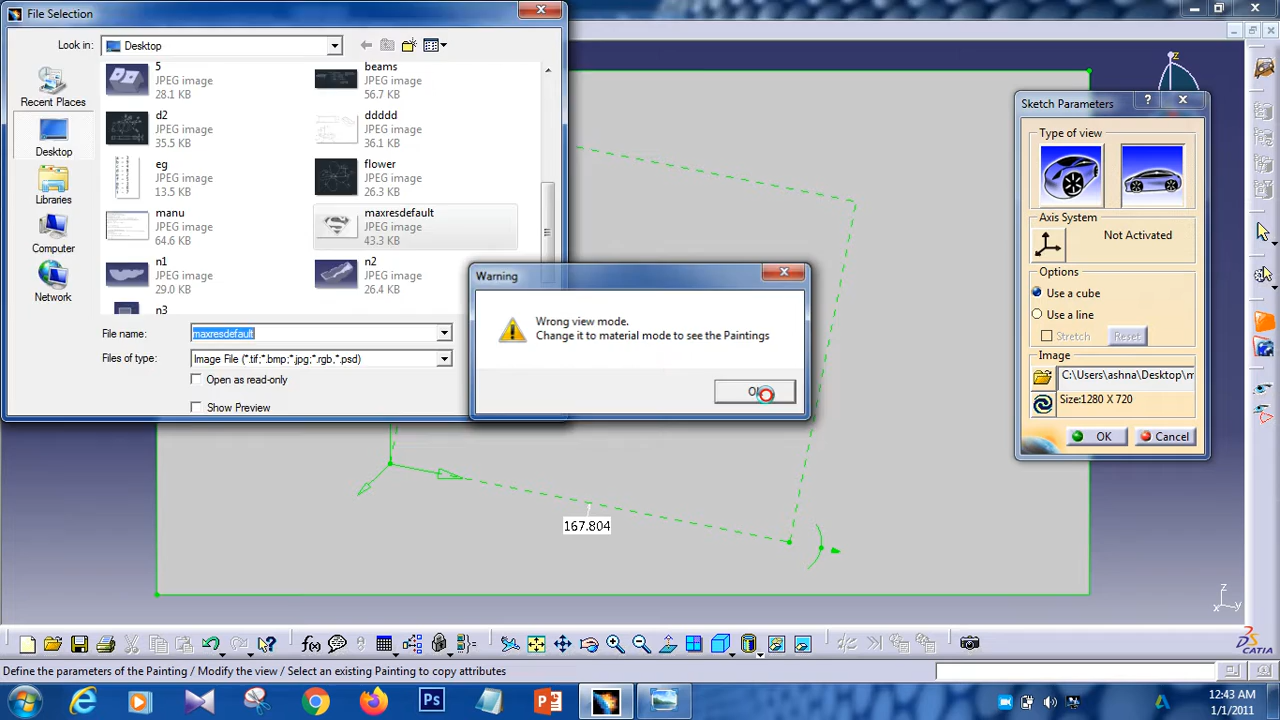 File Selection
Look in:
Desktop
Recent Places
Desktop
Libraries
Computer
Network
5
JPEG image
28.1 KB
beams
JPEG image
56.7 KB
d2
JPEG image
35.5 KB
ddddd
JPEG image
36.1 KB
eg
JPEG image
13.5 KB
flower
JPEG image
26.3 KB
manu
JPEG image
64.6 KB
maxresdefault
JPEG image
43.3 KB
n1
JPEG image
29.0 KB
n2
JPEG image
26.4 KB
n3
File name:
maxresdefault
Files of type:
Image File (*.tif;*.bmp;*.jpg;*.rgb,*.psd)
Open as read-only
Show Preview
Warning
Wrong view mode.
Change it to material mode to see the Paintings
Sketch Parameters
Type of view
Axis System
Not Activated
Options
Use a cube
Use a line
Stretch
Reset
Image
C:\Users\ashna\Desktop\m
Size:1280 X 720
OK
Cancel
z
167.804
z
x
y
f(x)
CATIA
Define the parameters of the Painting / Modify the view / Select an existing Painting to copy attributes
Ps
12:43 AM
1/1/2011